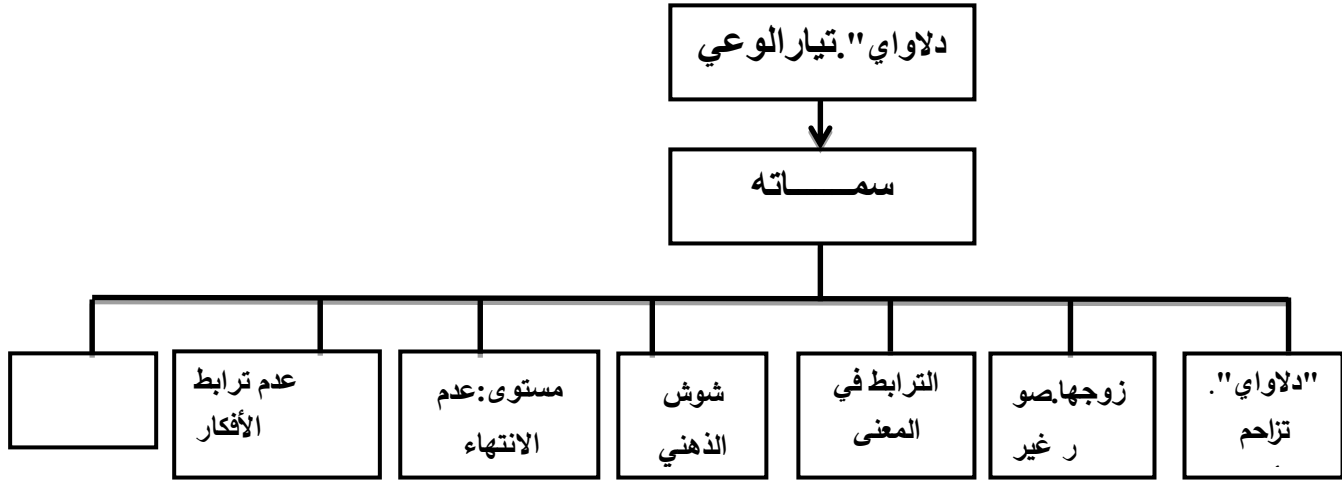 دلاواي".تيارالوعي
سمـــــاته
"دلاواي".
تزاحم
زوجها.صو
ر غير
الترابط في
المعنى
شوش
الذهني
مستوى:عدم
الانتهاء
عدم ترابط
الأفكار